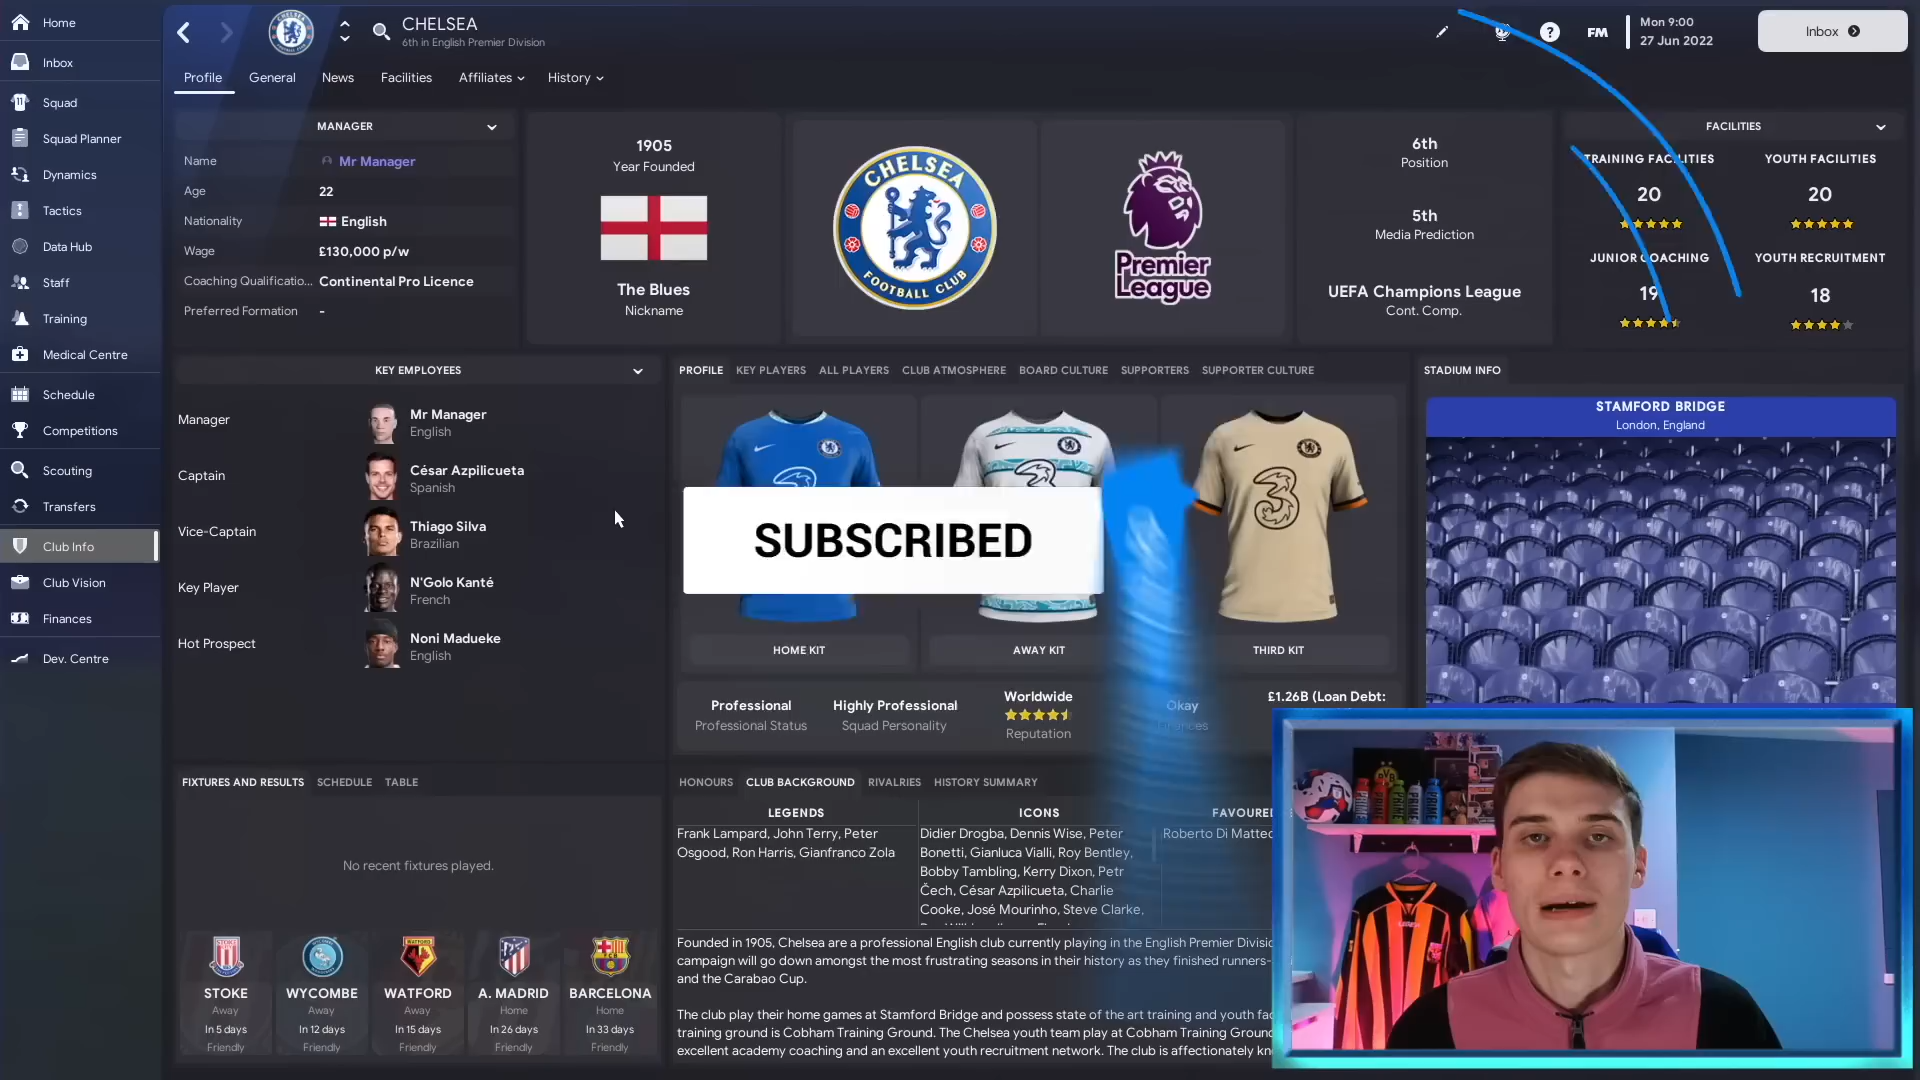 Home
Inbox
Squad
Squad Planner
Dynamics
Tactics
Data Hub
Staff
Training
Medical Centre
Schedule
Competitions
Scouting
Transfers
Club Info
Club Vision
Finances
Dev. Centre
CHELSEA
6th in English Premier Division
FM
Mon 9:00
27 Jun 2022
Inbox
Profile General News Facilities Affiliates History
MANAGER
Name Mr Manager
Age 22
Nationality English
Wage £130,000 p/w
Coaching Qualificatio... Continental Pro Licence
Preferred Formation -
1905
Year Founded
The Blues
Nickname
CHELSEA
FOOTBALL CLUB
Premier
League
6th
Position
5th
Media Prediction
UEFA Champions League
Cont. Comp.
FACILITIES
TRAINING FACILITIES YOUTH FACILITIES
20 20
JUNIOR COACHING YOUTH RECRUITMENT
19 18
KEY EMPLOYEES
Manager Mr Manager
English
Captain César Azpilicueta
Spanish
Vice-Captain Thiago Silva
Brazilian
Key Player N'Golo Kanté
French
Hot Prospect Noni Madueke
English
PROFILE KEY PLAYERS ALL PLAYERS CLUB ATMOSPHERE BOARD CULTURE SUPPORTERS SUPPORTER CULTURE
3
SUBSCRIBED
HOME KIT AWAY KIT THIRD KIT
Professional
Professional Status
Highly Professional
Squad Personality
Worldwide
Reputation
Okay
Finances
£1.26B (Loan Debt:
STADIUM INFO
STAMFORD BRIDGE
London, England
FIXTURES AND RESULTS SCHEDULE TABLE
No recent fixtures played.
STOKE WYCOMBE WATFORD A. MADRID BARCELONA
Away Away Away Home Home
In 5 days In 12 days In 15 days In 26 days In 33 days
Friendly Friendly Friendly Friendly Friendly
HONOURS CLUB BACKGROUND RIVALRIES HISTORY SUMMARY
LEGENDS
Frank Lampard, John Terry, Peter
Osgood, Ron Harris, Gianfranco Zola
ICONS
Didier Drogba, Dennis Wise, Peter
Bonetti, Gianluca Vialli, Roy Bentley,
Bobby Tambling, Kerry Dixon, Petr
Čech, César Azpilicueta, Charlie
Cooke, José Mourinho, Steve Clarke,
FAVOURE
Roberto Di Matteo
Founded in 1905, Chelsea are a professional English club currently playing in the English Premier Divisio
campaign will go down amongst the most frustrating seasons in their history as they finished runners-
and the Carabao Cup.
The club play their home games at Stamford Bridge and possess state of the art training and youth fac
training ground is Cobham Training Ground. The Chelsea youth team play at Cobham Training Ground
excellent academy coaching and an excellent youth recruitment network. The club is affectionately kn